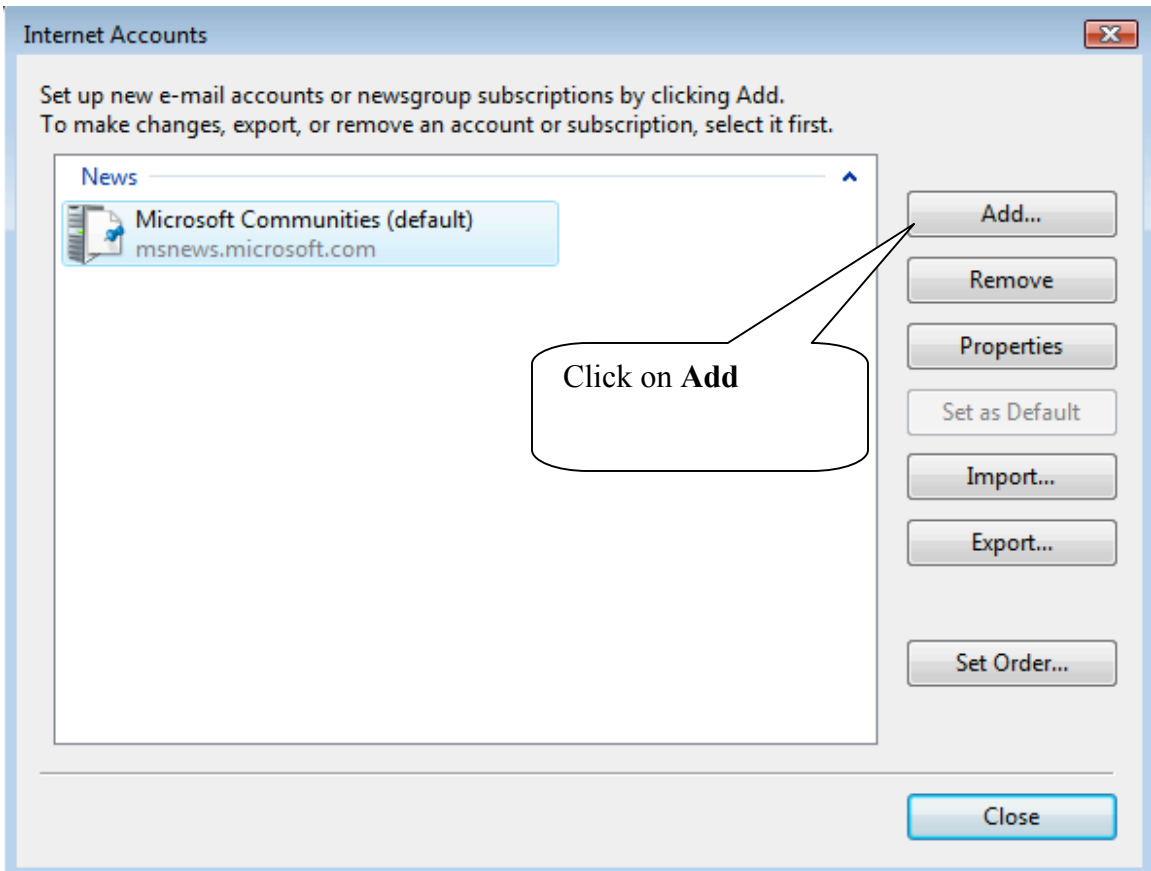 Internet Accounts
Set up new e-mail accounts or newsgroup subscriptions by clicking Add.
To make changes, export, or remove an account or subscription, select it first.
News
Microsoft Communities (default)
msnews.microsoft.com
Add...
Remove
Properties
Click on Add
Set as Default
Import...
Export...
Set Order...
Close